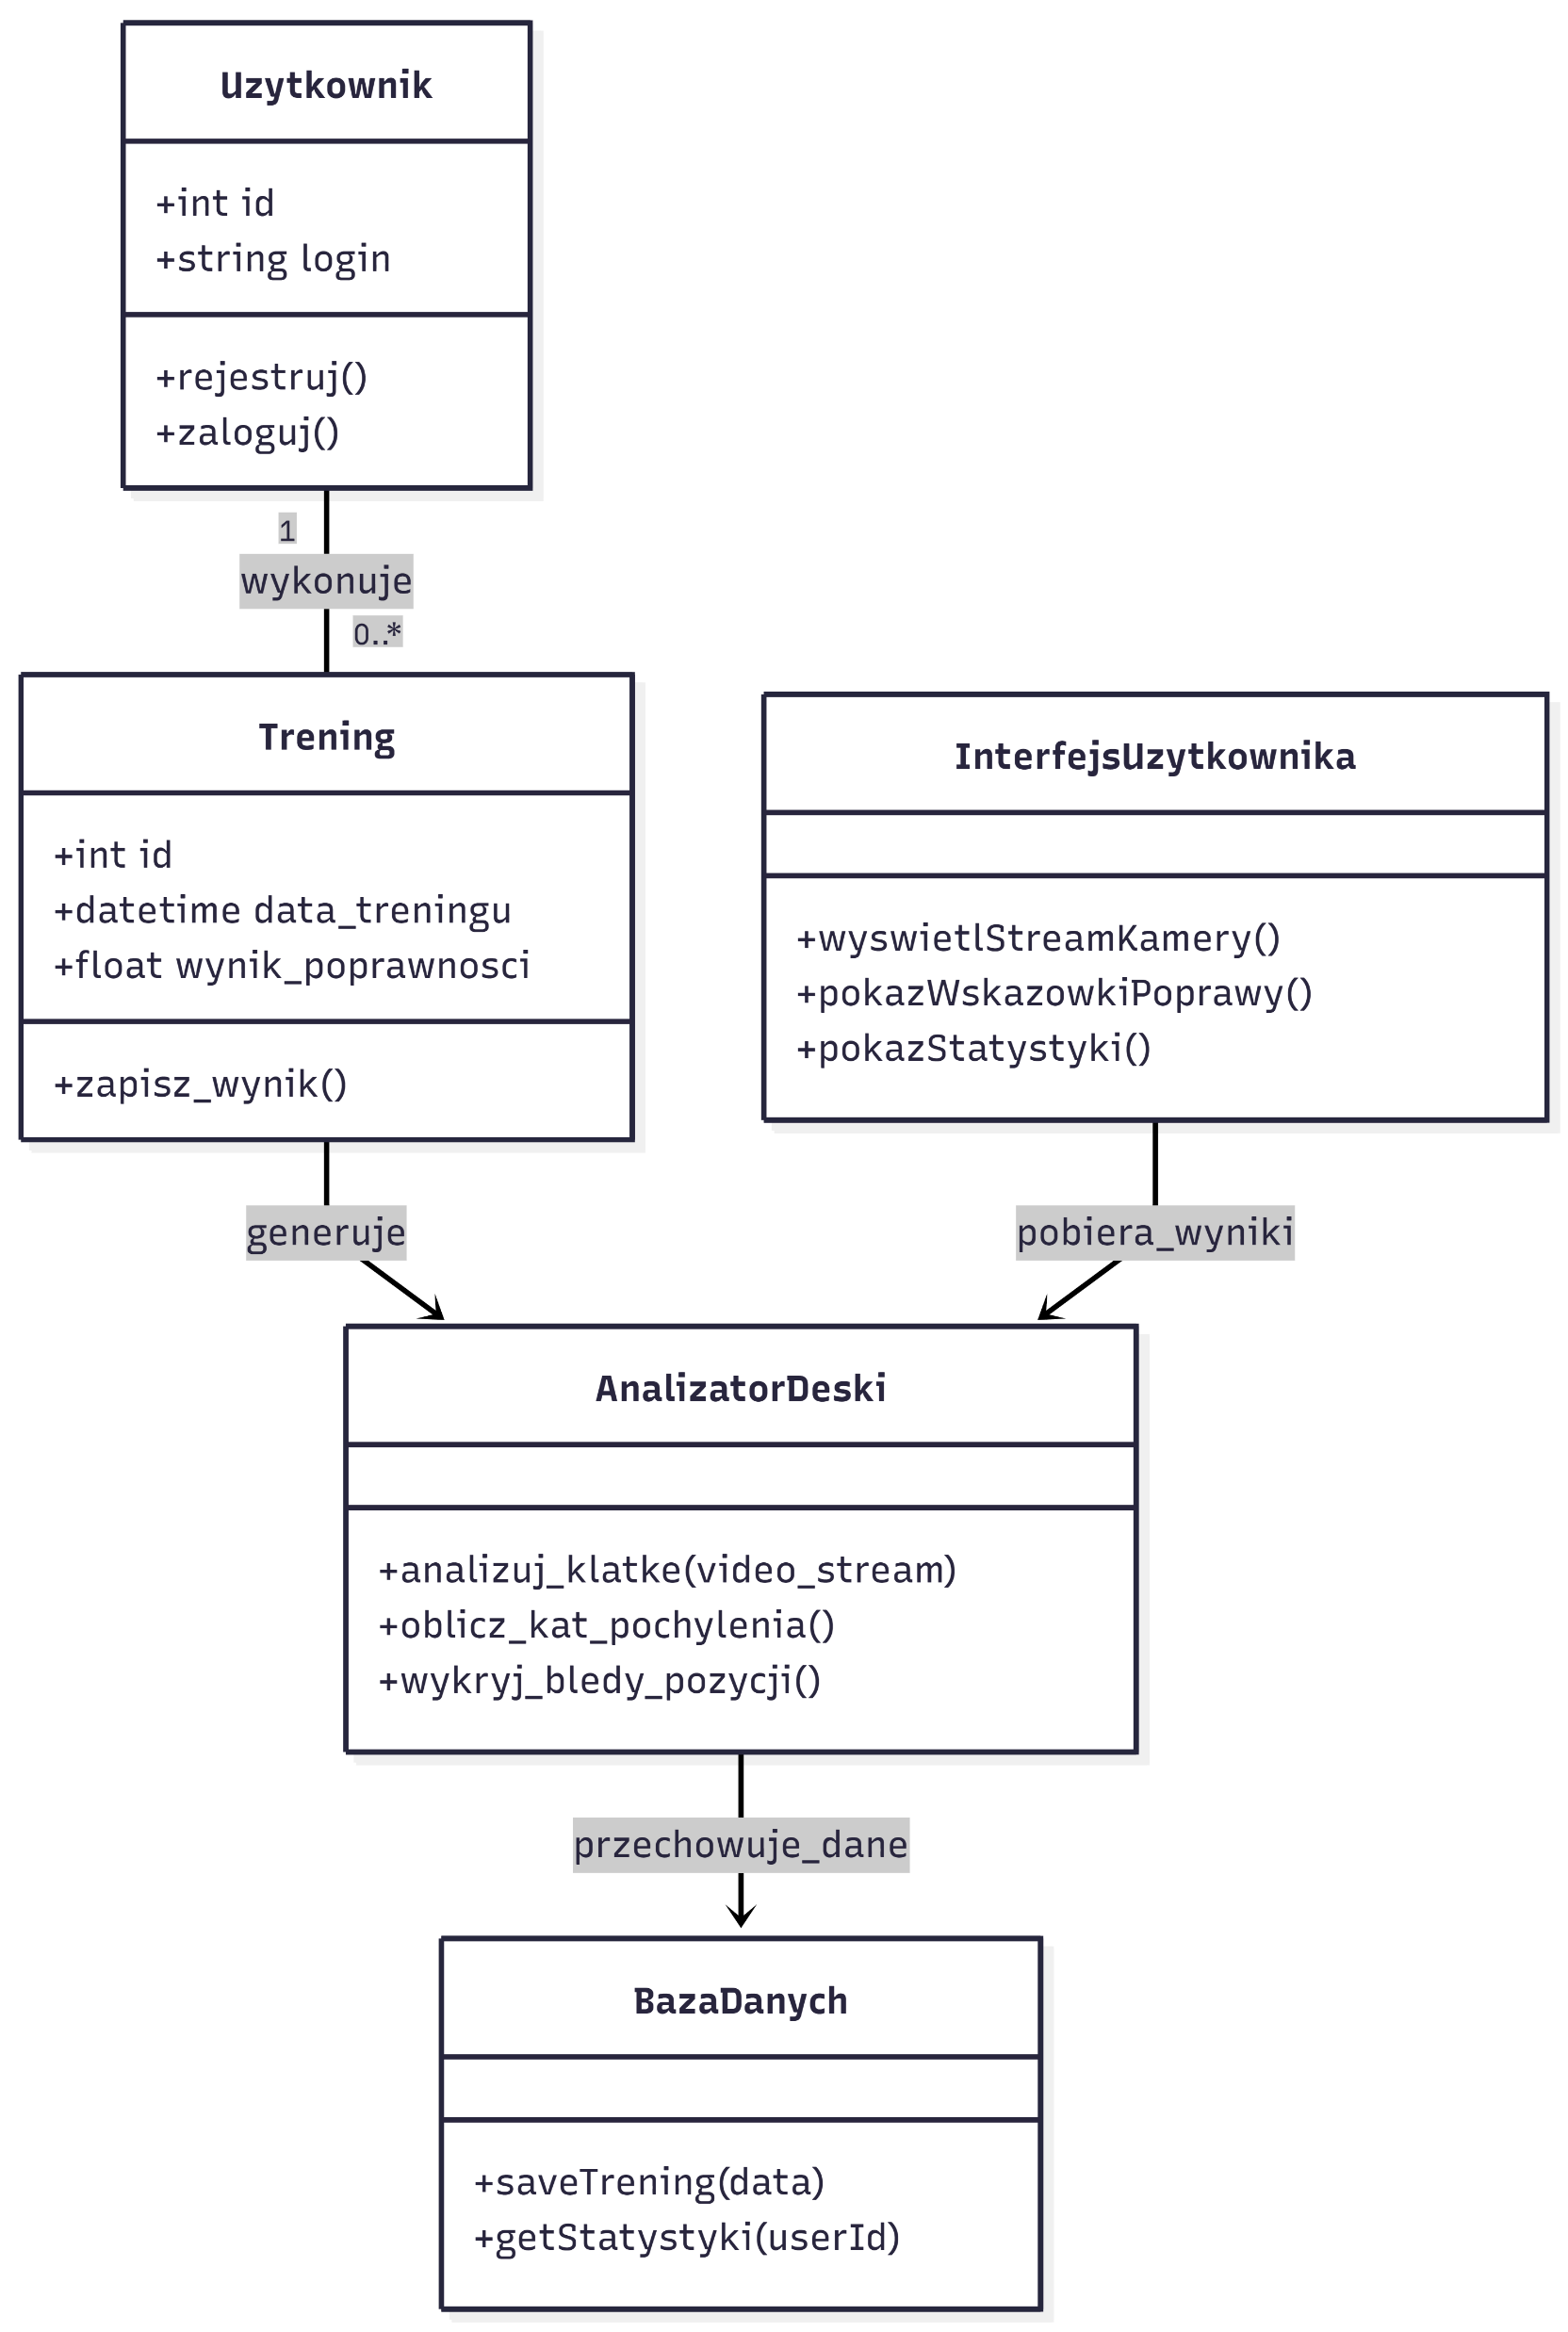 Uzytkownik
+int id
+string login
+rejestruj()
+zaloguj()
1
wykonuje
0..*
Trening
+int id
+datetime data_treningu
+float wynik_poprawnosci
+zapisz_wynik()
InterfejsUzytkownika
+wyswietlStreamKamery()
+pokazWskazowkiPoprawy()
+pokazStatystyki()
generuje
pobiera_wyniki
AnalizatorDeski
+analizuj_klatke(video_stream)
+oblicz_kat_pochylenia()
+wykryj_bledy_pozycji()
przechowuje_dane
BazaDanych
+saveTrening(data)
+getStatystyki(userId)